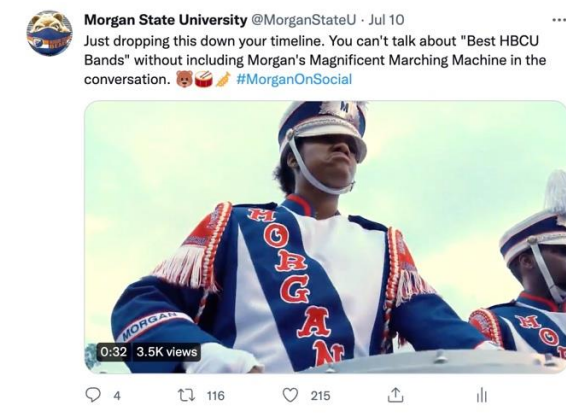 Morgan State University @MorganStateU · Jul 10
Just dropping this down your timeline. You can't talk about "Best HBCU
Bands" without including Morgan's Magnificent Marching Machine in the
conversation. 🐻🥁🎺 #MorganOnSocial
M
MORGAN
MORGAN
MO
0:32 3.5K views
4 116 215